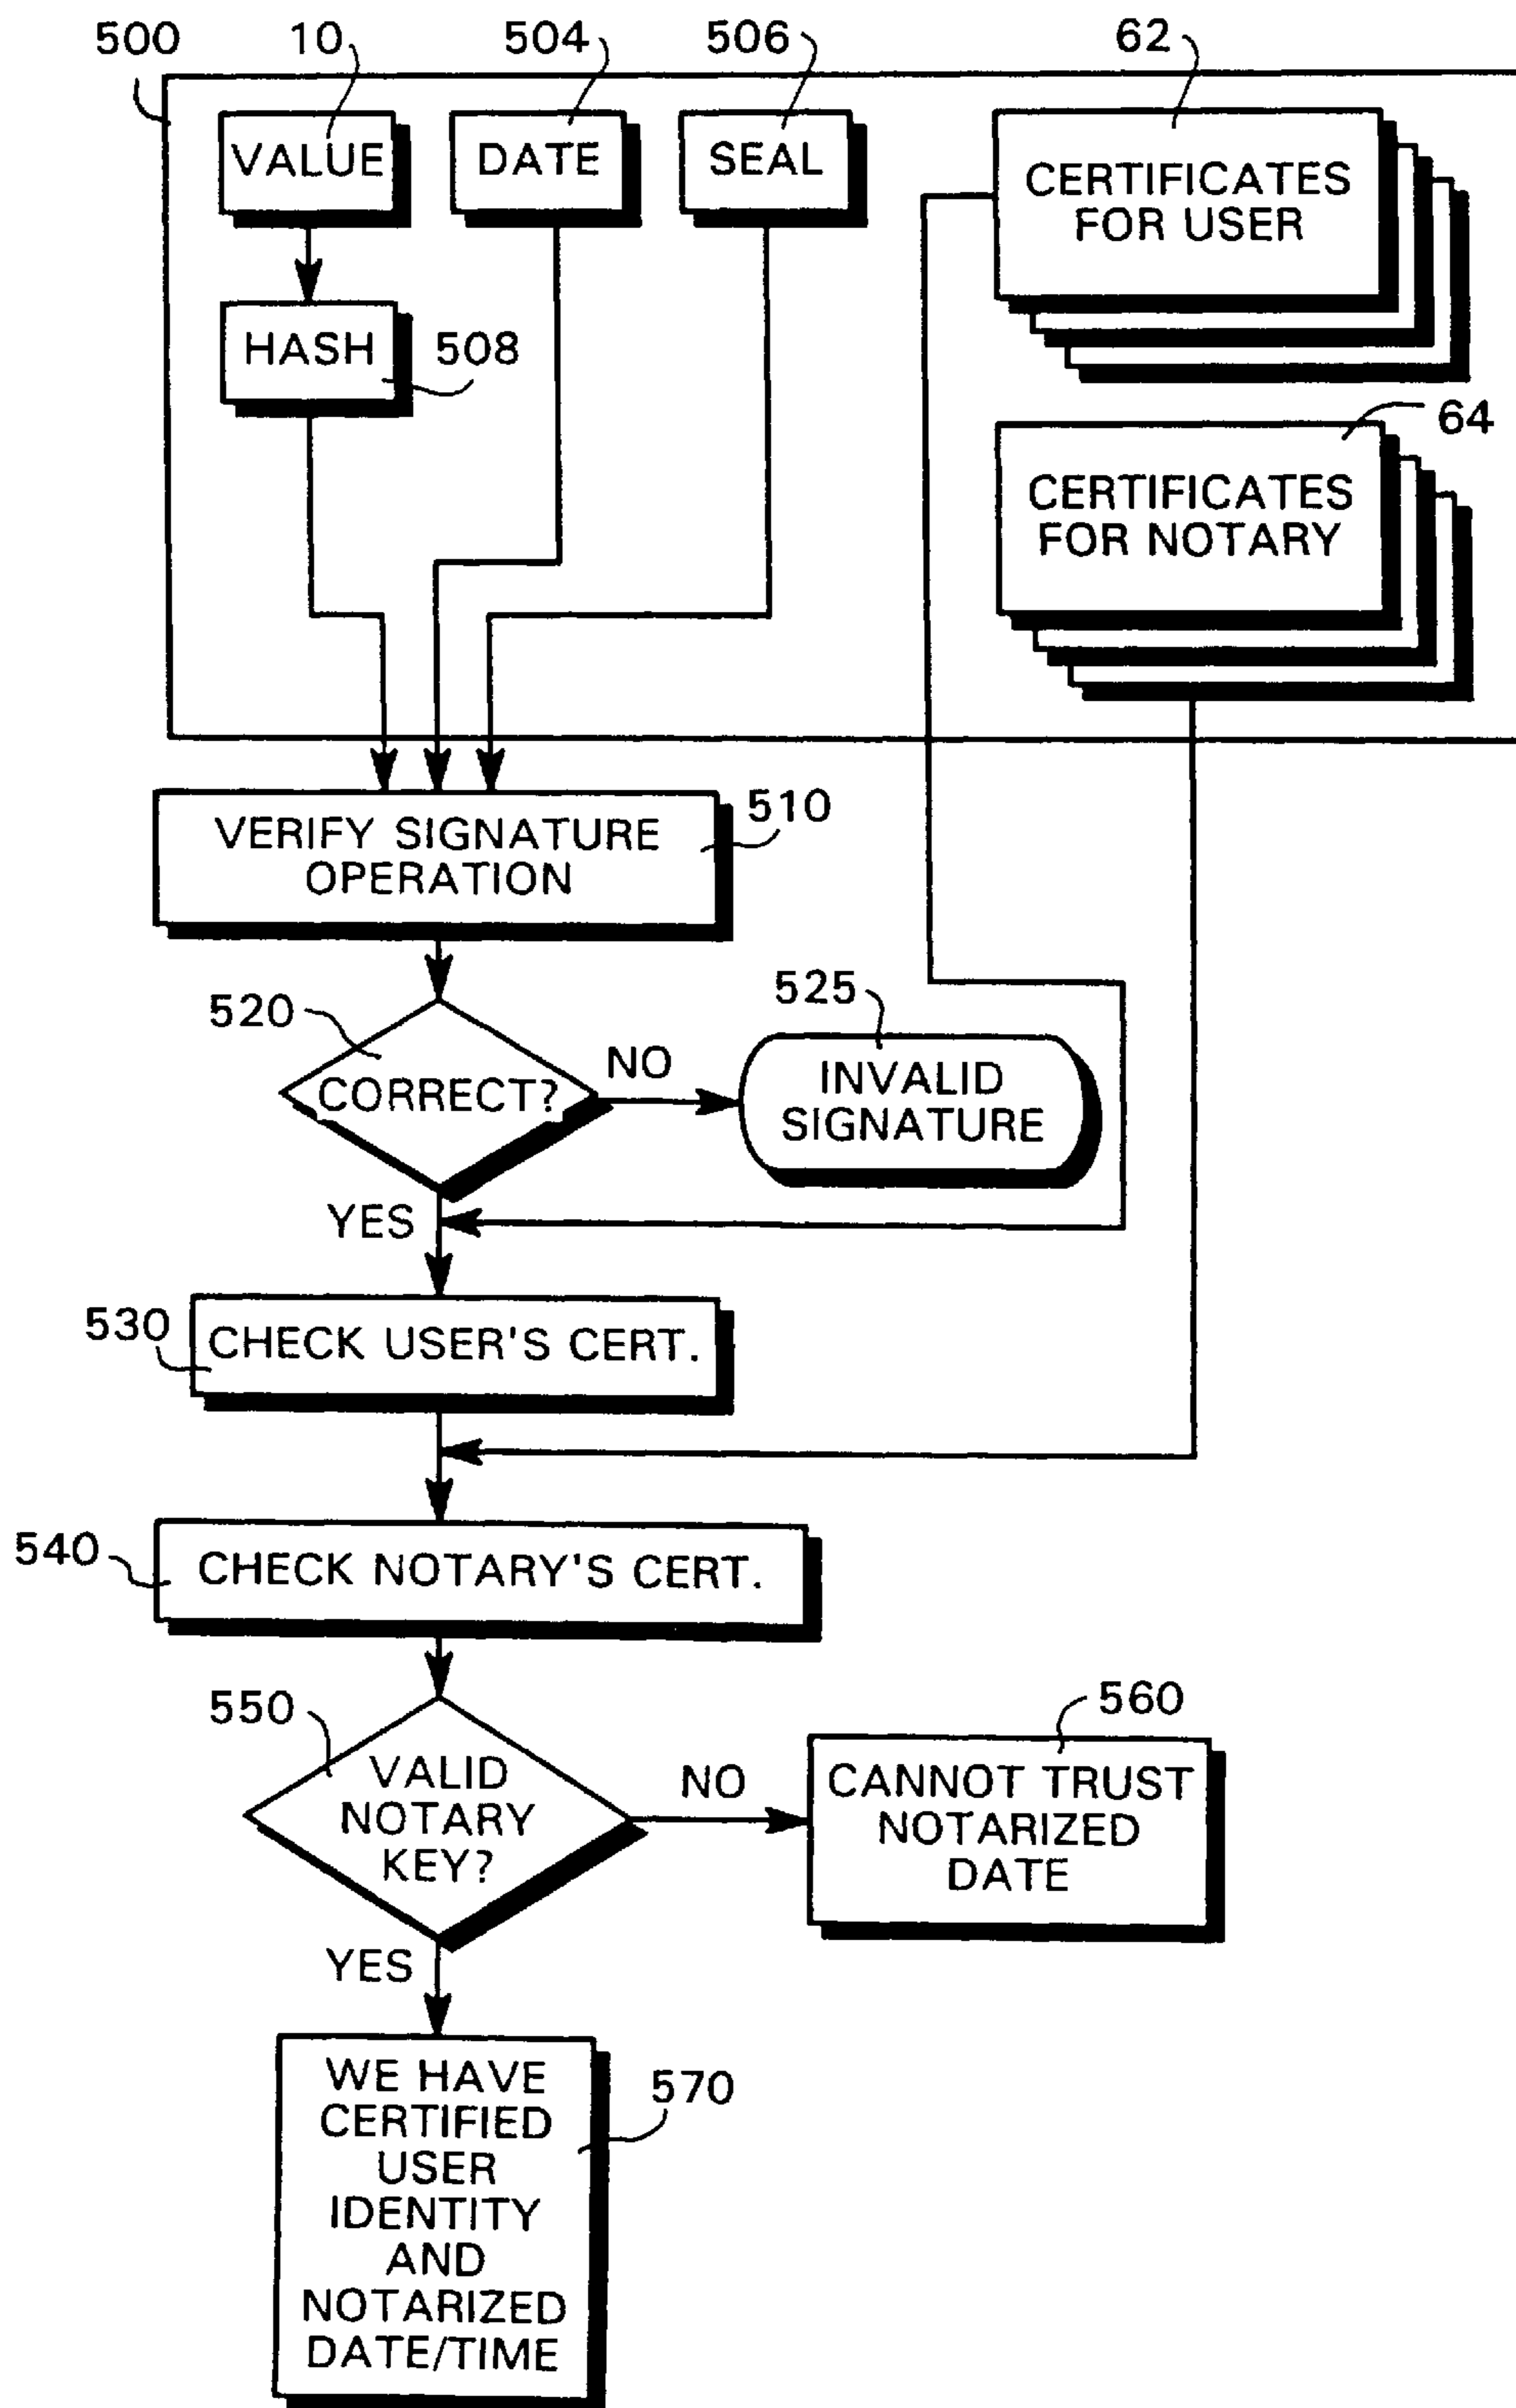 500
10
504
506
62
VALUE
DATE
SEAL
CERTIFICATES
FOR USER
HASH
508
64
CERTIFICATES
FOR NOTARY
VERIFY SIGNATURE
OPERATION
510
520
CORRECT?
NO
525
INVALID
SIGNATURE
YES
530
CHECK USER'S CERT.
540
CHECK NOTARY'S CERT.
550
VALID
NOTARY
KEY?
NO
560
CANNOT TRUST
NOTARIZED
DATE
YES
WE HAVE
CERTIFIED
USER
IDENTITY
AND
NOTARIZED
DATE/TIME
570